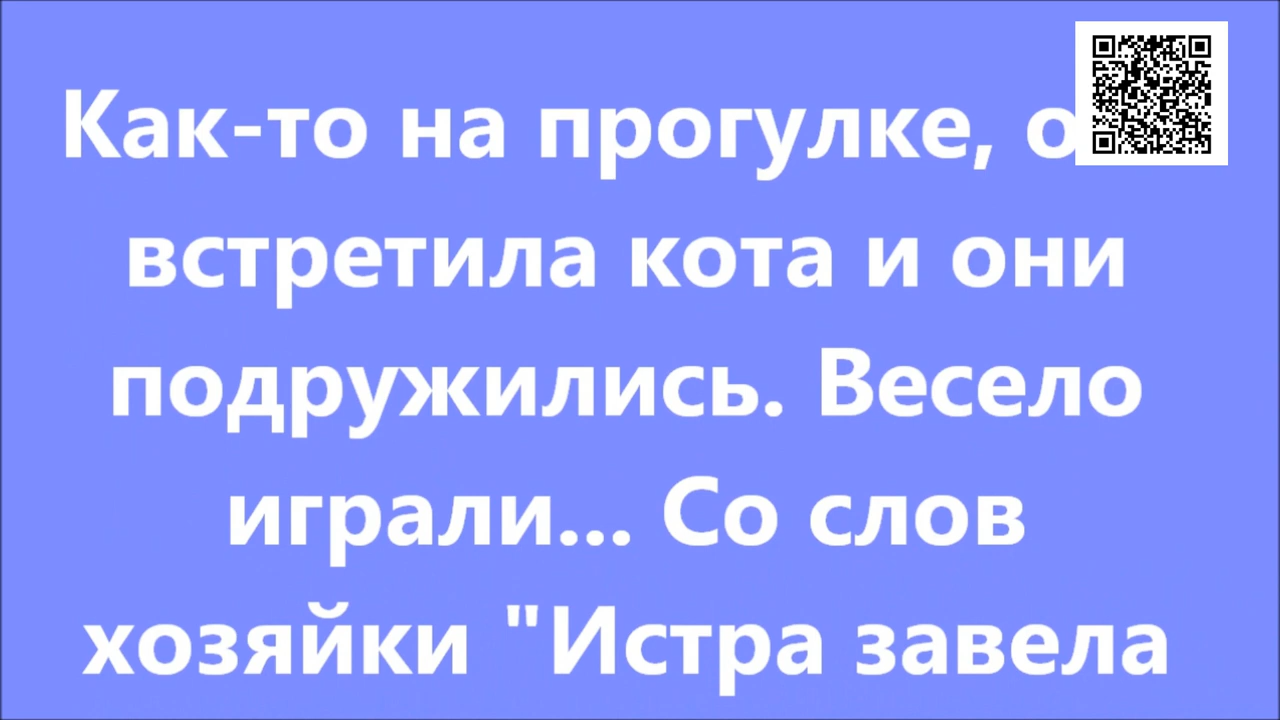 Как-то на прогулке,
встретила кота и они
подружились. Весело
играли... Со слов
хозяйки "Истра завела